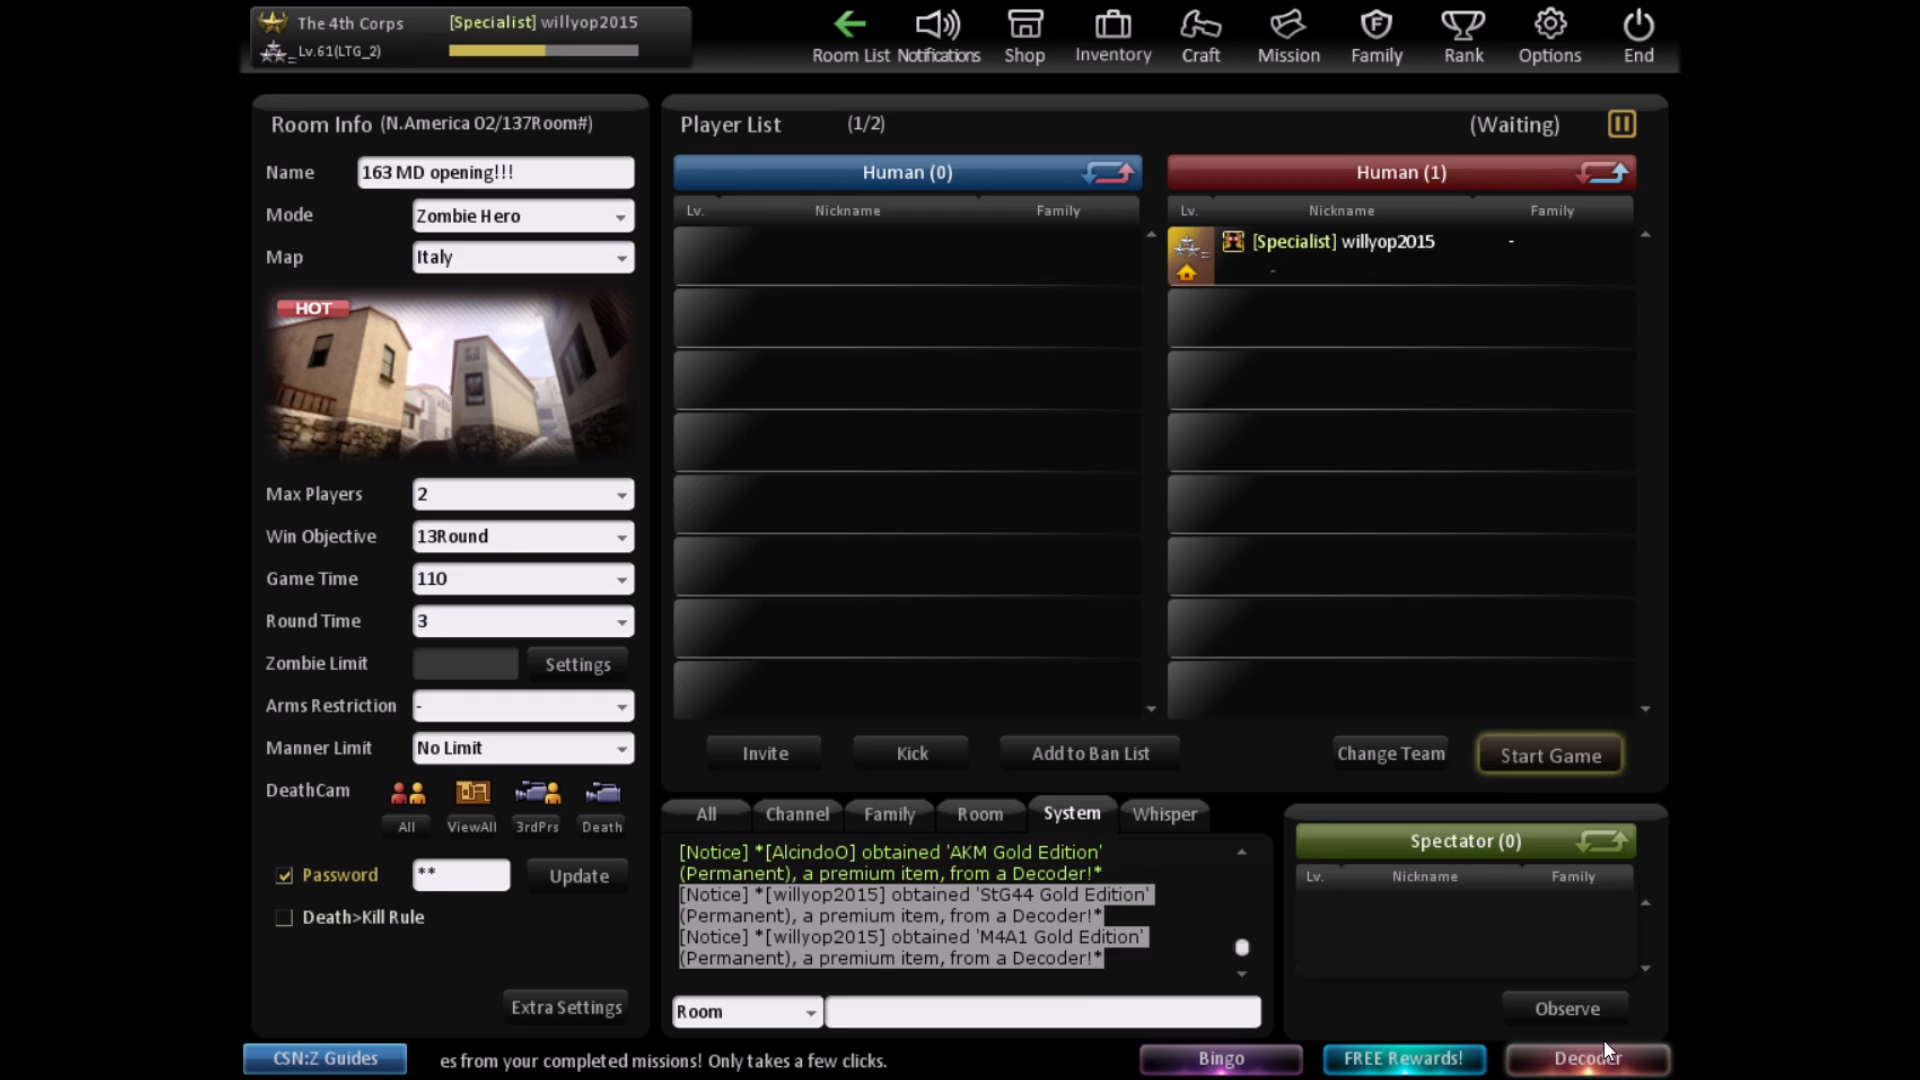 The 4th Corps
[Specialist] willyop2015
Lv.61(LTG_2)
Room List
Notifications
Shop
Inventory
Craft
Mission
Family
Rank
Options
End
Room Info (N.America 02/137Room#)
Name 163 MD opening!!!
Mode Zombie Hero
Map Italy
HOT
Max Players 2
Win Objective 13Round
Game Time 110
Round Time 3
Zombie Limit Settings
Arms Restriction -
Manner Limit No Limit
DeathCam
All ViewAll 3rdPrs Death
Password ** Update
Death>Kill Rule
Extra Settings
Player List (1/2) (Waiting)
Human (0)
Lv. Nickname Family
Human (1)
Lv. Nickname Family
[Specialist] willyop2015 -
-
Invite Kick Add to Ban List Change Team Start Game
All Channel Family Room System Whisper
[Notice] *[AlcindoO] obtained 'AKM Gold Edition'
(Permanent), a premium item, from a Decoder!*
[Notice] *[willyop2015] obtained 'StG44 Gold Edition'
(Permanent), a premium item, from a Decoder!*
[Notice] *[willyop2015] obtained 'M4A1 Gold Edition'
(Permanent), a premium item, from a Decoder!*
Room
Spectator (0)
Lv. Nickname Family
Observe
CSN:Z Guides
es from your completed missions! Only takes a few clicks.
Bingo
FREE Rewards!
Decoder